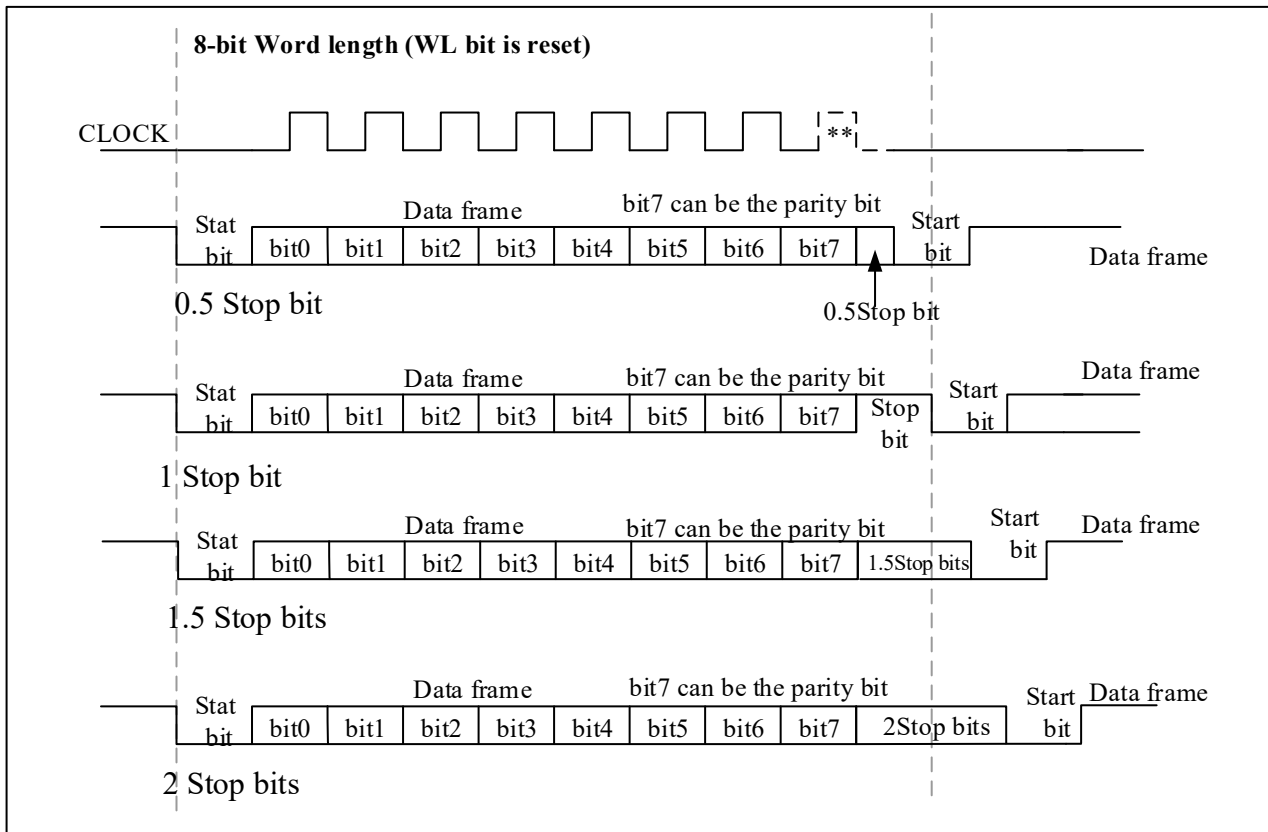 8-bit Word length (WL bit is reset)
CLOCK
**
Data frame
bit7 can be the parity bit
Stat
bit
bit0
bit1
bit2
bit3
bit4
bit5
bit6
bit7
Start
bit
Data frame
0.5 Stop bit
0.5Stop bit
Data frame
bit7 can be the parity bit
Data frame
Stat
bit
bit0
bit1
bit2
bit3
bit4
bit5
bit6
bit7
Stop
bit
Start
bit
1 Stop bit
Data frame
bit7 can be the parity bit
Start
bit
Data frame
Stat
bit
bit0
bit1
bit2
bit3
bit4
bit5
bit6
bit7
1.5Stop bits
1.5 Stop bits
Data frame
bit7 can be the parity bit
Start
bit
Data frame
Stat
bit
bit0
bit1
bit2
bit3
bit4
bit5
bit6
bit7
2Stop bits
2 Stop bits